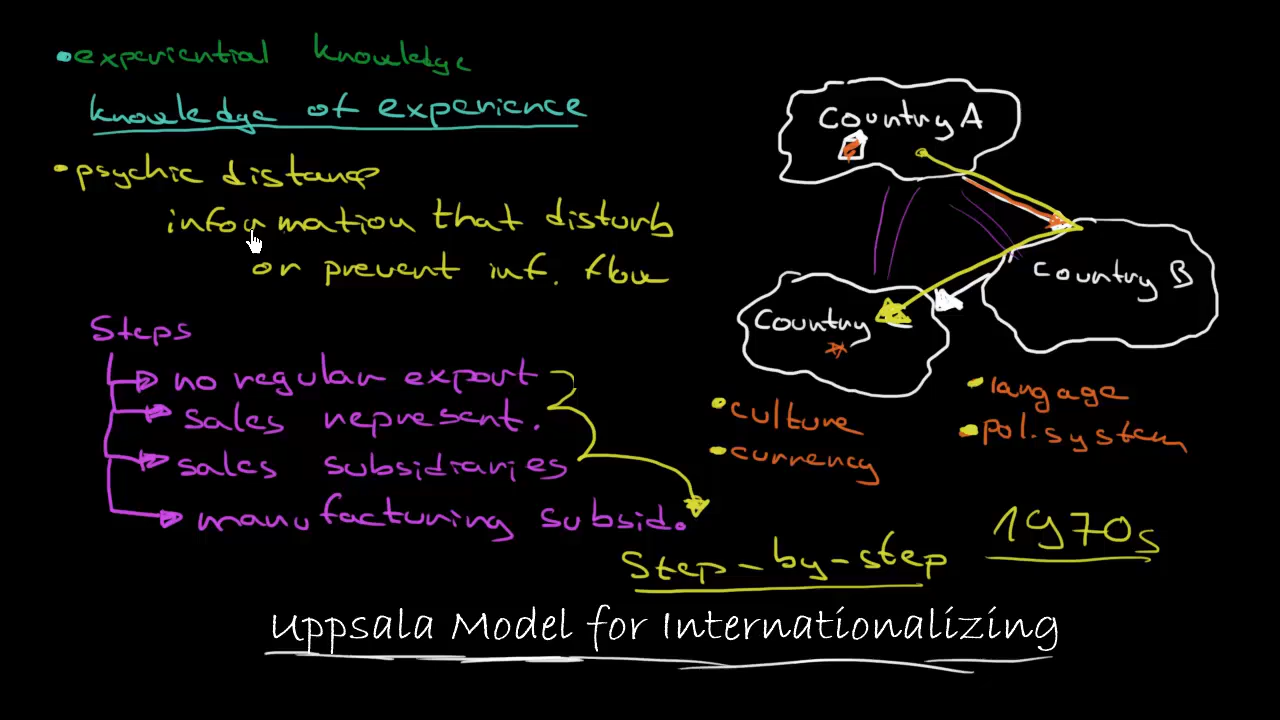 experiential knowledge
knowledge of experience
psychic distance
information that disturb
or prevent inf. flow
Steps
no regular export
sales represent.
sales subsidiaries
manufacturing subsid.
Country A
Country B
Country C
culture
currency
langage
pol. system
1970s
Step-by-step
Uppsala Model for Internationalizing